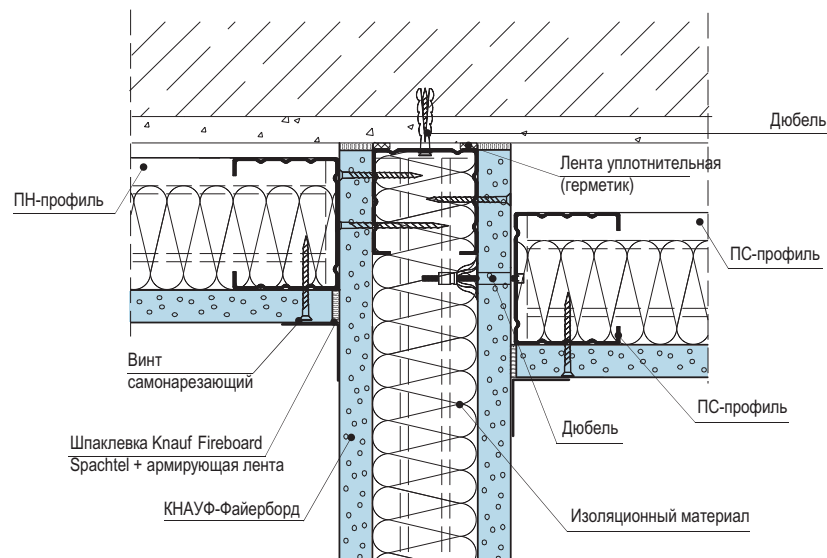 Дюбель
Лента уплотнительная
(герметик)
ПН-профиль
ПС-профиль
Винт
самонарезающий
ПС-профиль
Дюбель
Шпаклевка Knauf Fireboard
Spachtel + армирующая лента
КНАУФ-Файерборд
Изоляционный материал